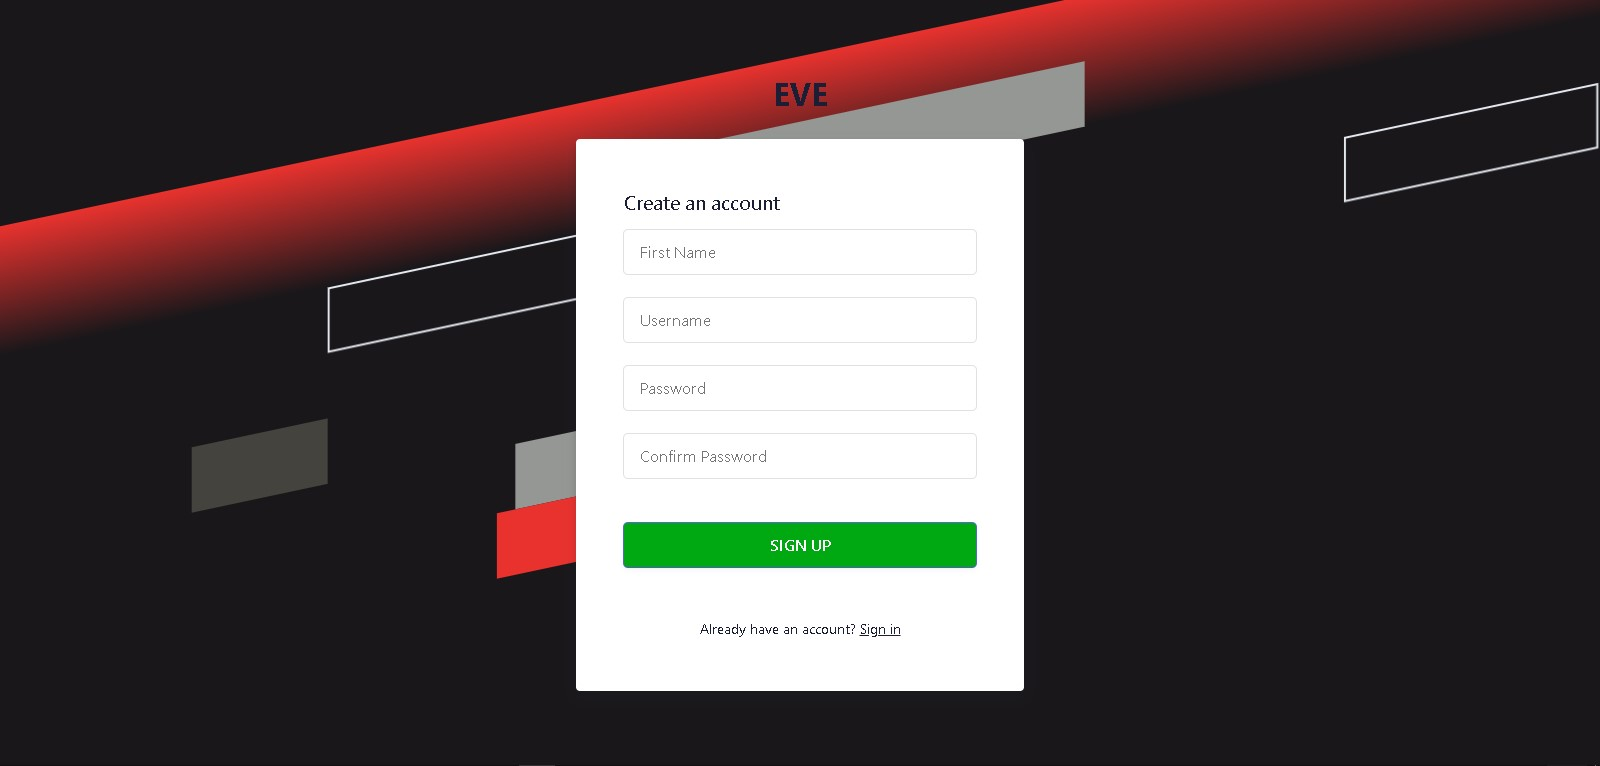 EVE
Create an account
First Name
Username
Password
Confirm Password
SIGN UP
Already have an account? Sign in